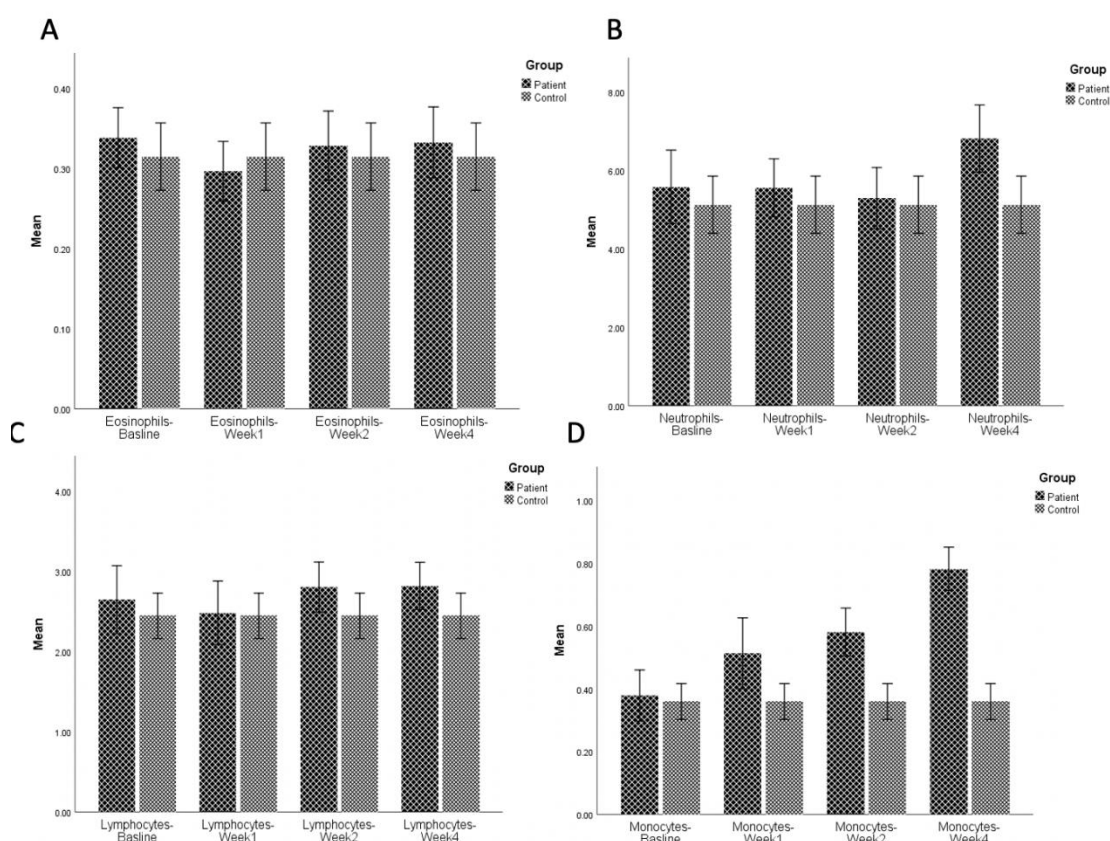 A
Group
Patient
Control
0.40
0.30
0.20
0.10
0.00
Mean
Eosinophils-
Basline
Eosinophils-
Week1
Eosinophils-
Week2
Eosinophils-
Week4
B
Group
Patient
Control
8.00
6.00
4.00
2.00
0.00
Mean
Neutrophils-
Basline
Neutrophils-
Week1
Neutrophils-
Week2
Neutrophils-
Week4
C
Group
Patient
Control
4.00
3.00
2.00
1.00
0.00
Mean
Lymphocytes-
Basline
Lymphocytes-
Week1
Lymphocytes-
Week2
Lymphocytes-
Week4
D
Group
Patient
Control
1.00
0.80
0.60
0.40
0.20
0.00
Mean
Monocytes-
Basline
Monocytes-
Week1
Monocytes-
Week2
Monocytes-
Week4